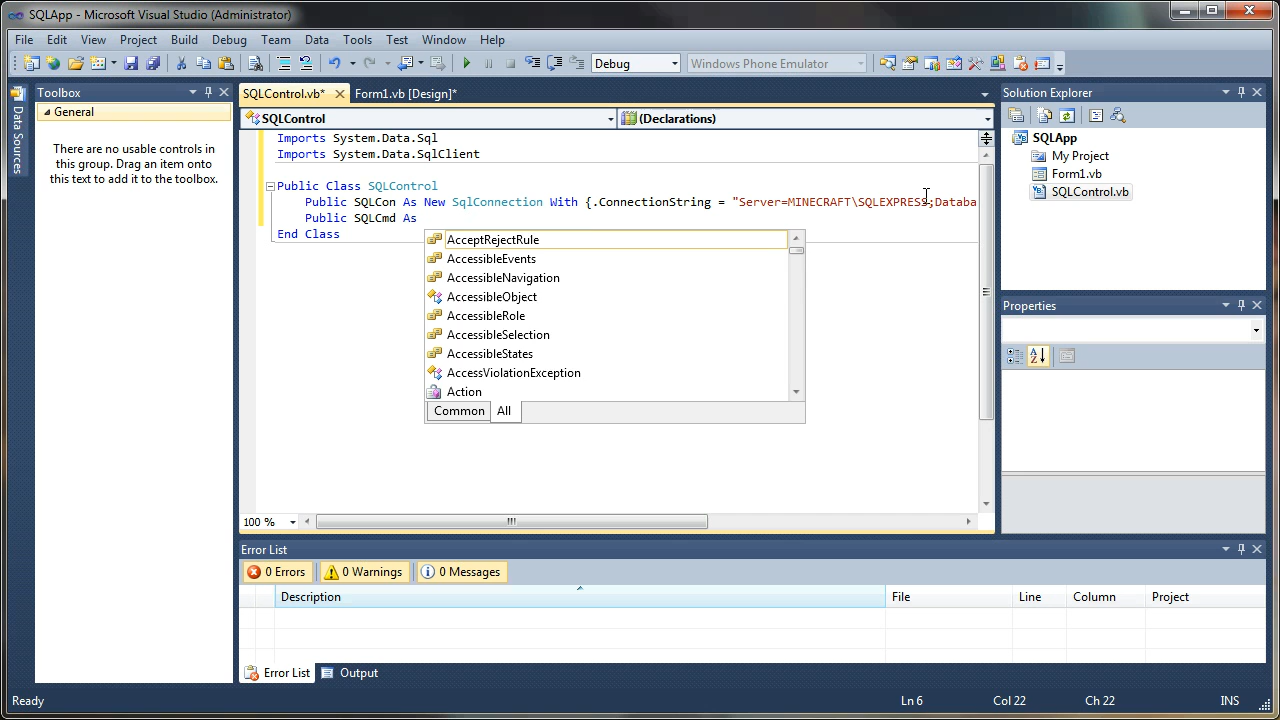 SQLApp - Microsoft Visual Studio (Administrator)
File Edit View Project Build Debug Team Data Tools Test Window Help
Debug Windows Phone Emulator
Data Sources
Toolbox
General
There are no usable controls in
this group. Drag an item onto
this text to add it to the toolbox.
SQLControl.vb* Form1.vb [Design]*
SQLControl (Declarations)
Imports System.Data.Sql
Imports System.Data.SqlClient
Public Class SQLControl
Public SQLCon As New SqlConnection With {.ConnectionString = "Server=MINECRAFT\SQLEXPRESS;Databa
Public SQLCmd As
End Class
AcceptRejectRule
AccessibleEvents
AccessibleNavigation
AccessibleObject
AccessibleRole
AccessibleSelection
AccessibleStates
AccessViolationException
Action
Common All
100 %
Solution Explorer
SQLApp
My Project
Form1.vb
SQLControl.vb
Properties
Error List
0 Errors 0 Warnings 0 Messages
Description File Line Column Project
Error List Output
Ready Ln 6 Col 22 Ch 22 INS